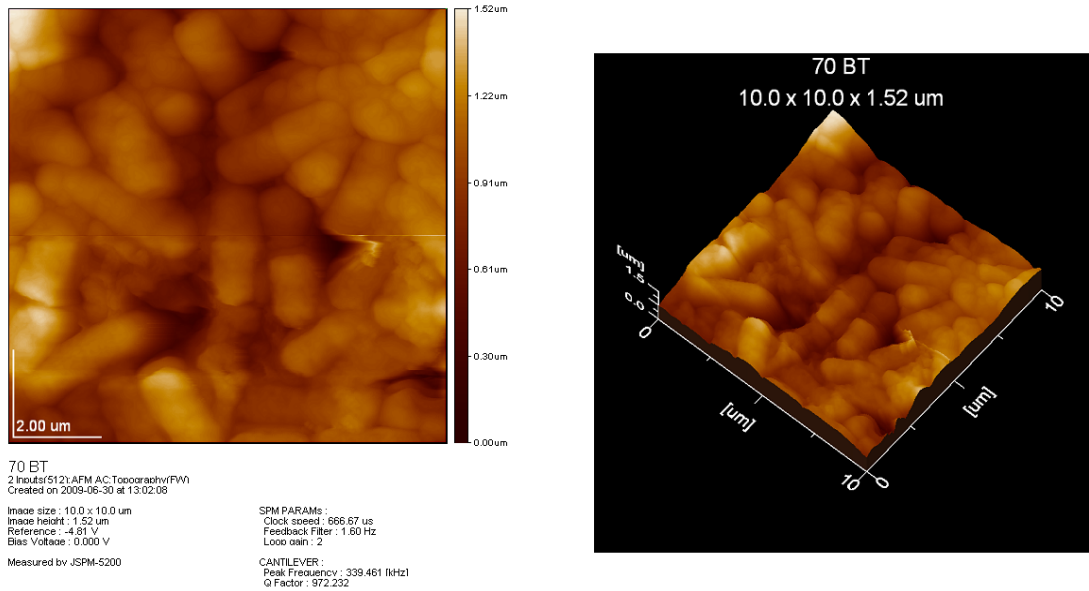 1.52um
1.22um
0.91um
0.61um
0.30um
0.00um
2.00 um
70 BT
2 Inputs(512):AFM AC:Topography(FW)
Created on 2009-06-30 at 13:02:08
Image size : 10.0 x 10.0 um
Image height : 1.52 um
Reference : -4.81 V
Bias Voltage : 0.000 V
Measured by JSPM-5200
SPM PARAMs :
Clock speed : 666.67 us
Feedback Filter : 1.60 Hz
Loop gain : 2
CANTILEVER :
Peak Frequency : 339.461 [kHz]
Q Factor : 972.232
70 BT
10.0 x 10.0 x 1.52 um
[um]
1.5
0.0
0
[um]
10
0
[um]
10